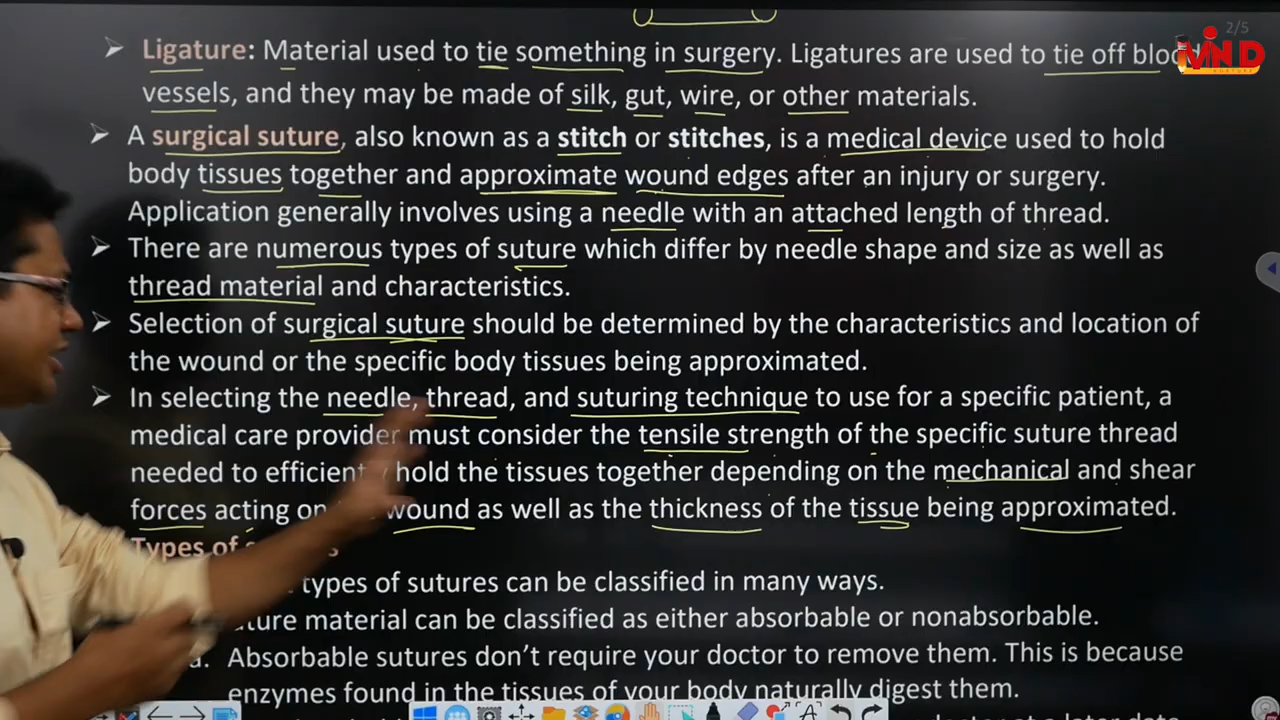 2/5
MIND
➢ Ligature: Material used to tie something in surgery. Ligatures are used to tie off blood
vessels, and they may be made of silk, gut, wire, or other materials.
➢ A surgical suture, also known as a stitch or stitches, is a medical device used to hold
body tissues together and approximate wound edges after an injury or surgery.
Application generally involves using a needle with an attached length of thread.
➢ There are numerous types of suture which differ by needle shape and size as well as
thread material and characteristics.
➢ Selection of surgical suture should be determined by the characteristics and location of
the wound or the specific body tissues being approximated.
➢ In selecting the needle, thread, and suturing technique to use for a specific patient, a
medical care provider must consider the tensile strength of the specific suture thread
needed to efficient hold the tissues together depending on the mechanical and shear
forces acting on wound as well as the thickness of the tissue being approximated.
Types of
types of sutures can be classified in many ways.
uture material can be classified as either absorbable or nonabsorbable.
a. Absorbable sutures don't require your doctor to remove them. This is because
enzymes found in the tissues of your body naturally digest them.